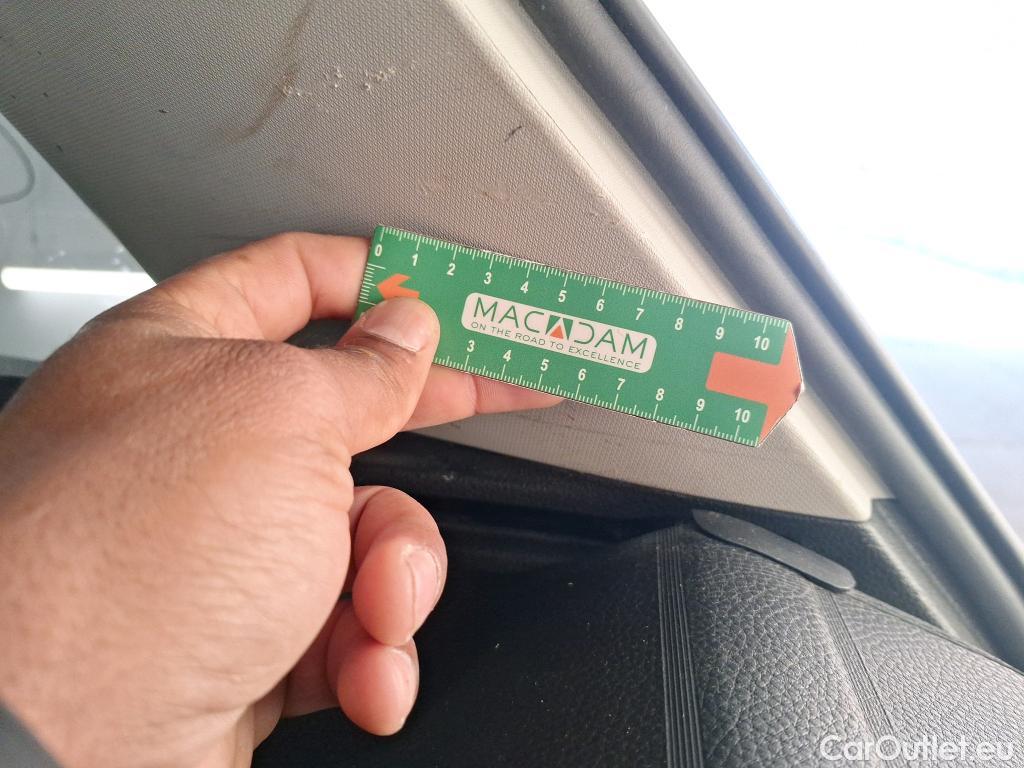 0 1 2 3 4 5 6 7 8 9 10
MACADAM
ON THE ROAD TO EXCELLENCE
3 4 5 6 7 8 9 10
CarOutlet.eu